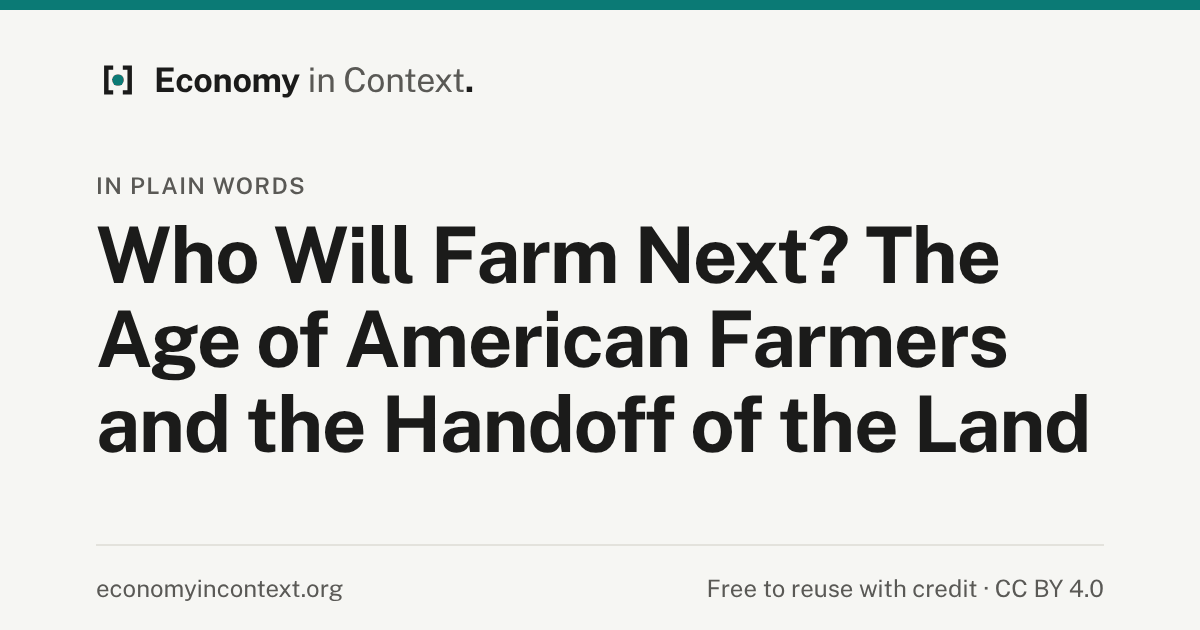 [•] Economy in Context.
IN PLAIN WORDS
Who Will Farm Next? The
Age of American Farmers
and the Handoff of the Land
economyincontext.org
Free to reuse with credit · CC BY 4.0